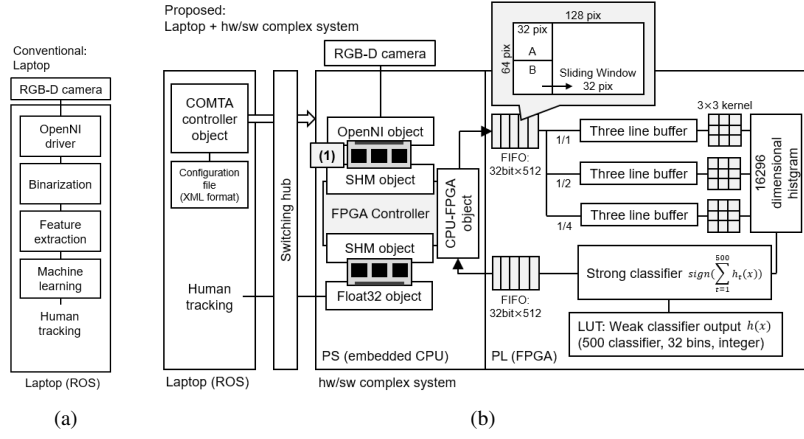 Conventional:
Laptop
RGB-D camera
OpenNI
driver
Binarization
Feature
extraction
Machine
learning
Human
tracking
Laptop (ROS)
(a)
Proposed:
Laptop + hw/sw complex system
COMTA
controller
object
Configuration
file
(XML format)
Human
tracking
Laptop (ROS)
Switching hub
RGB-D camera
OpenNI object
(1)
SHM object
FPGA Controller
SHM object
Float32 object
CPU-FPGA
object
PS (embedded CPU)
hw/sw complex system
128 pix
32 pix
64 pix
A
B
Sliding Window
32 pix
FIFO:
32bit×512
1/1
Three line buffer
3×3 kernel
1/2
Three line buffer
1/4
Three line buffer
16296
dimensional
histgram
FIFO:
32bit×512
Strong classifier sign(∑ 500 t=1 hₜ(x))
LUT: Weak classifier output h(x)
(500 classifier, 32 bins, integer)
PL (FPGA)
(b)